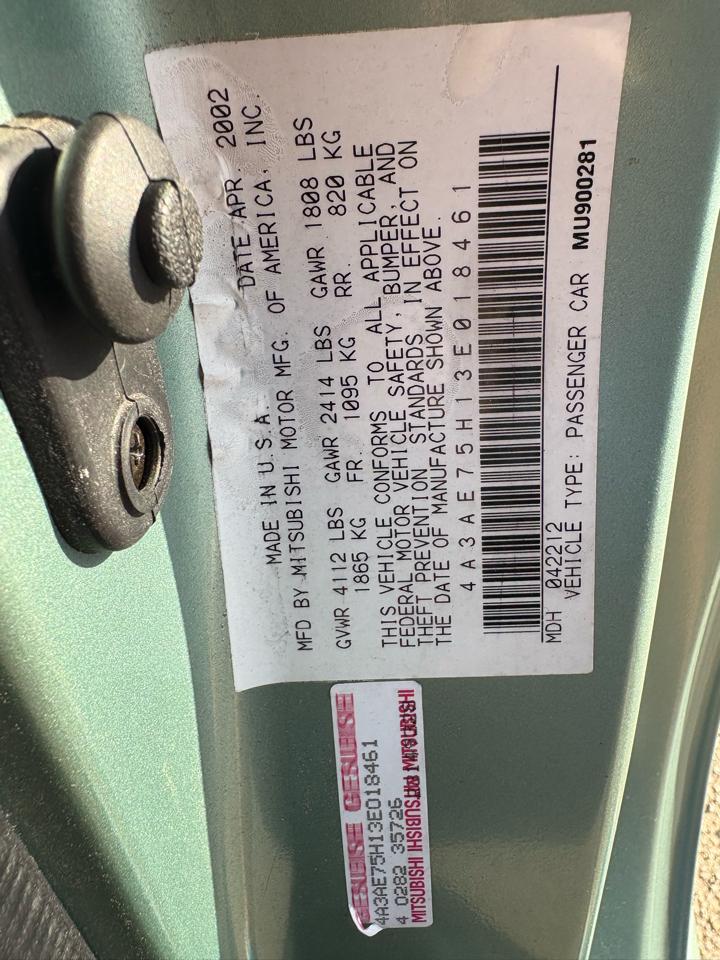 MADE IN U.S.A. DATE APR. 2002
MFD BY MITSUBISHI MOTOR MFG. OF AMERICA, INC.
GVWR 4112 LBS GAWR 2414 LBS GAWR 1808 LBS
1865 KG FR. 1095 KG RR. 820 KG
THIS VEHICLE CONFORMS TO ALL APPLICABLE
FEDERAL MOTOR VEHICLE SAFETY, BUMPER, AND
THEFT PREVENTION STANDARDS IN EFFECT ON
THE DATE OF MANUFACTURE SHOWN ABOVE.
4A3AE75H13E018461
MDH 042212
VEHICLE TYPE: PASSENGER CAR MU900281
4A3AE75H13E018461
4 0282 35726
MITSUBISHI MITSUBISHI MITSUBISHI